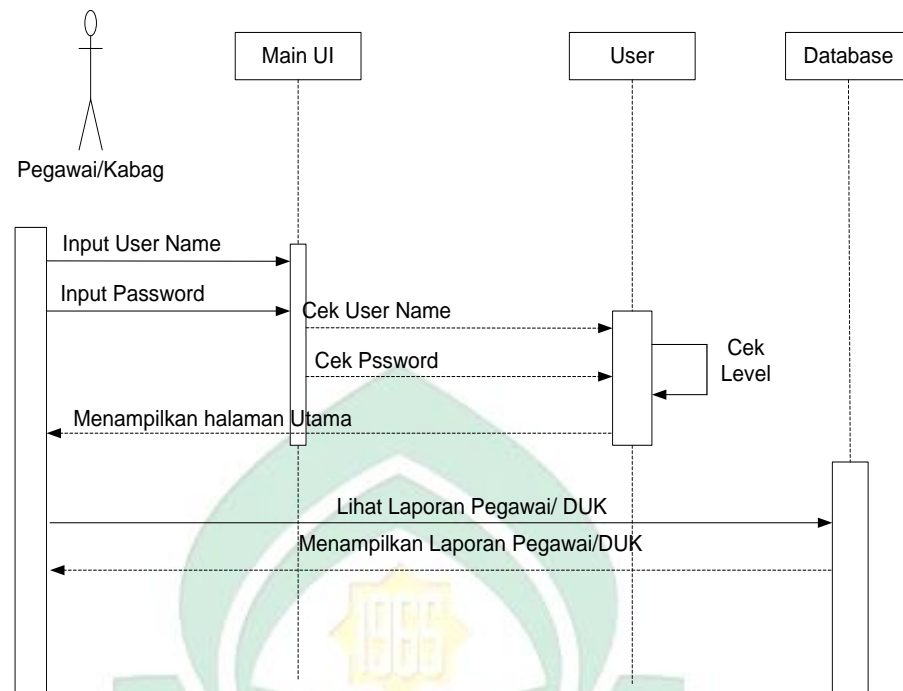 Main UI
User
Database
Pegawai/Kabag
Input User Name
Input Password
Cek User Name
Cek Pssword
Cek
Level
Menampilkan halaman Utama
Lihat Laporan Pegawai/ DUK
Menampilkan Laporan Pegawai/DUK
1965